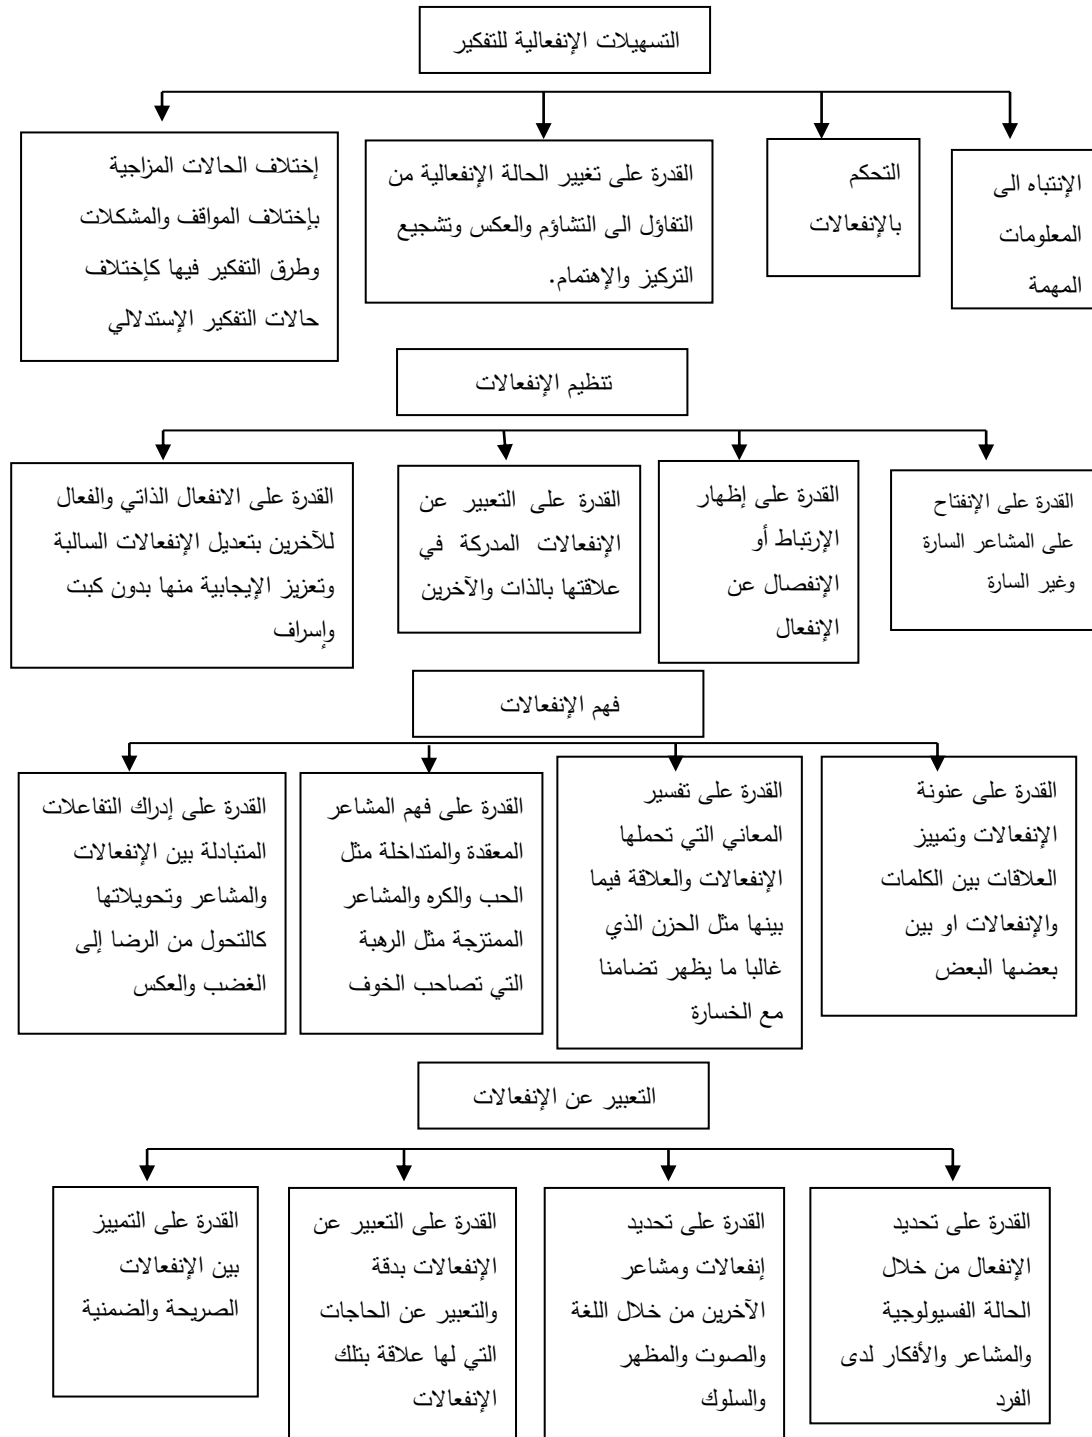 التسهيلات الإنفعالية للتفكير
الإنتباه الى
المعلومات
المهمة
التحكم
بالإنفعالات
القدرة على تغيير الحالة الإنفعالية من
التفاؤل الى التشاؤم والعكس وتشجيع
التركيز والإهتمام.
إختلاف الحالات المزاجية
بإختلاف المواقف والمشكلات
وطرق التفكير فيها كإختلاف
حالات التفكير الإستدلالي
تنظيم الإنفعالات
القدرة على الإنفتاح
على المشاعر السارة
وغير السارة
القدرة على إظهار
الإرتباط أو
الإنفصال عن
الإنفعال
القدرة على التعبير عن
الإنفعالات المدركة في
علاقتها بالذات والآخرين
القدرة على الانفعال الذاتي والفعال
للآخرين بتعديل الإنفعالات السالبة
وتعزيز الإيجابية منها بدون كبت
وإسراف
فهم الإنفعالات
القدرة على عنونة
الإنفعالات وتمييز
العلاقات بين الكلمات
والإنفعالات او بين
بعضها البعض
القدرة على تفسير
المعاني التي تحملها
الإنفعالات والعلاقة فيما
بينها مثل الحزن الذي
غالبا ما يظهر تضامنا
مع الخسارة
القدرة على فهم المشاعر
المعقدة والمتداخلة مثل
الحب والكره والمشاعر
الممتزجة مثل الرهبة
التي تصاحب الخوف
القدرة على إدراك التفاعلات
المتبادلة بين الإنفعالات
والمشاعر وتحويلاتها
كالتحول من الرضا إلى
الغضب والعكس
التعبير عن الإنفعالات
القدرة على تحديد
الإنفعال من خلال
الحالة الفسيولوجية
والمشاعر والأفكار لدى
الفرد
القدرة على تحديد
إنفعالات ومشاعر
الآخرين من خلال اللغة
والصوت والمظهر
والسلوك
القدرة على التعبير عن
الإنفعالات بدقة
والتعبير عن الحاجات
التي لها علاقة بتلك
الإنفعالات
القدرة على التمييز
بين الإنفعالات
الصريحة والضمنية